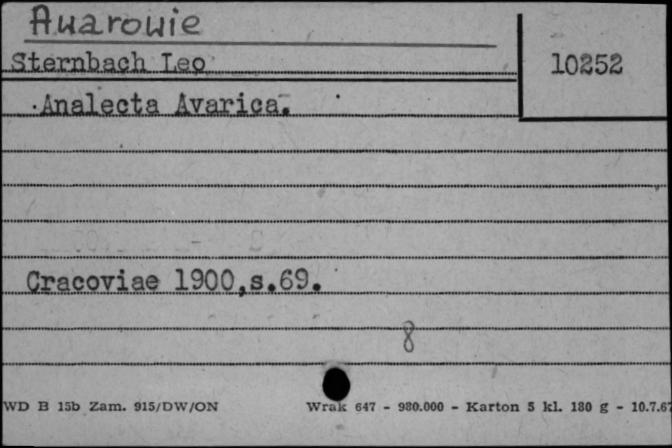 Awarowie
Sternbach Leo
10252
Analecta Avarica.
Cracoviae 1900,s.69.
8
WD B 15b Zam. 915/DW/ON Wrak 647 - 980.000 - Karton 5 kl. 180 g - 10.7.67